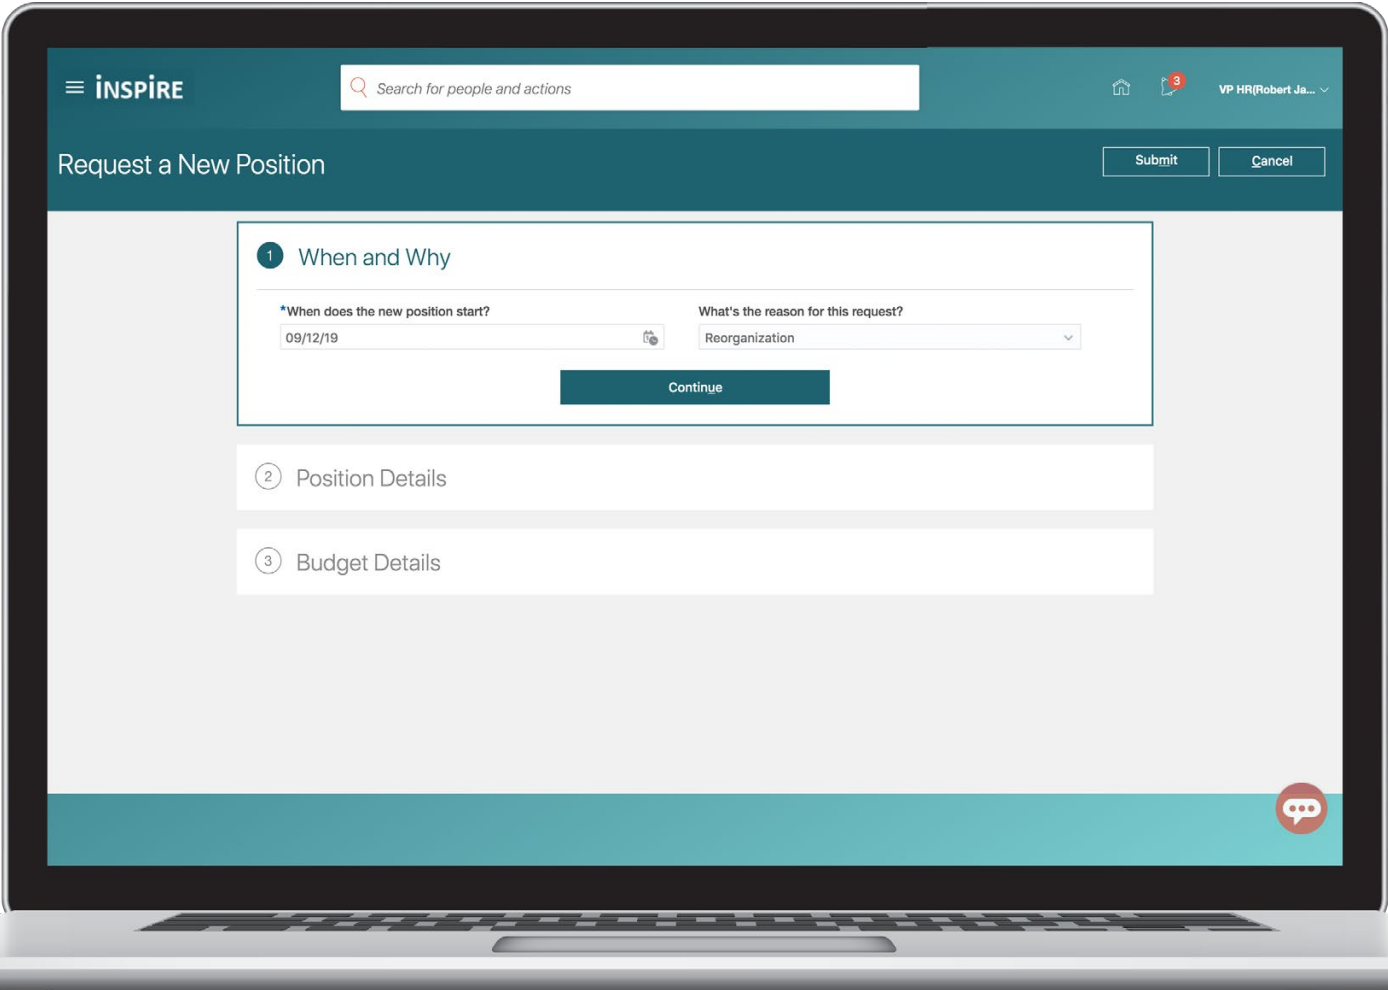 iNSPiRE
Search for people and actions
3
VP HR(Robert Ja...
Request a New Position
Submit
Cancel
1 When and Why
*When does the new position start?
What's the reason for this request?
09/12/19
Reorganization
Continue
2 Position Details
3 Budget Details